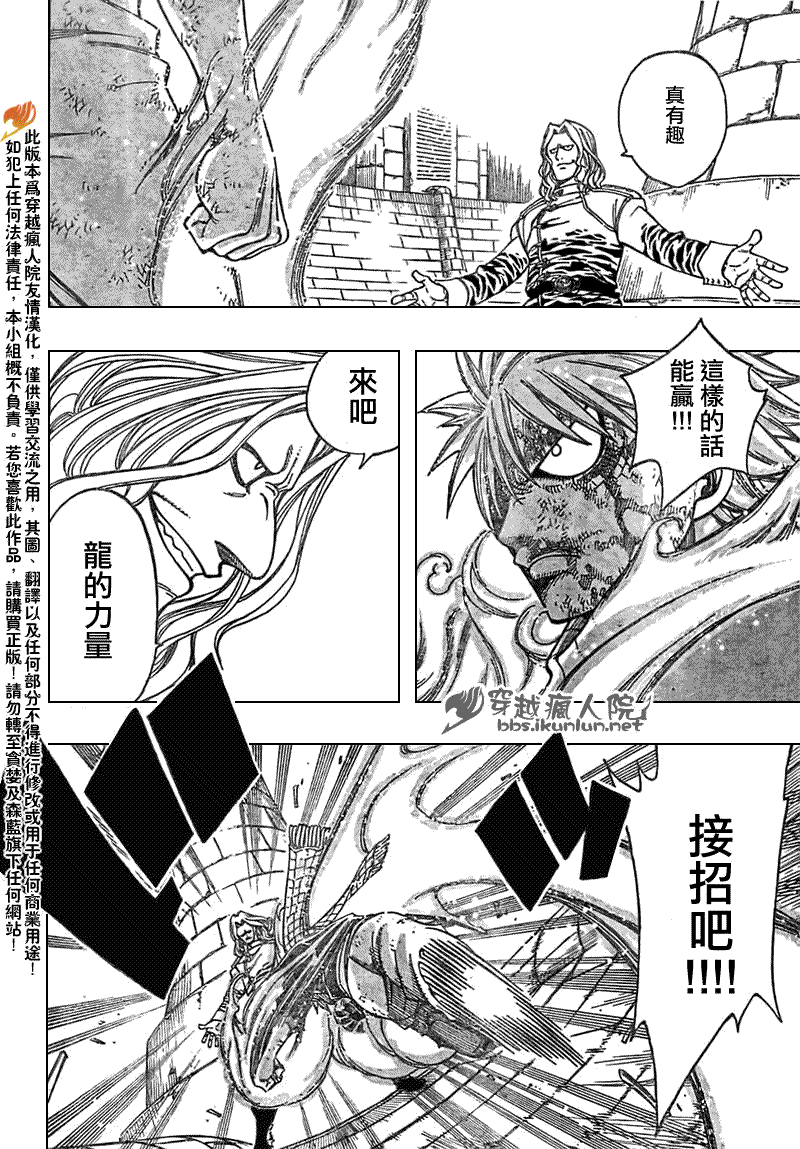 真有趣
這樣的話
能贏!!!
來吧
龍的力量
穿越瘋人院
bbs.ikunlun.net
接招吧
!!!!
此版本爲穿越瘋人院友情漢化，僅供學習交流之用，其圖、翻譯以及任何部分不得進行修改或用于任何商業用途！
如犯上任何法律責任，本小組概不負責。若您喜歡此作品，請購買正版！請勿轉至貪婪及森藍旗下任何網站！